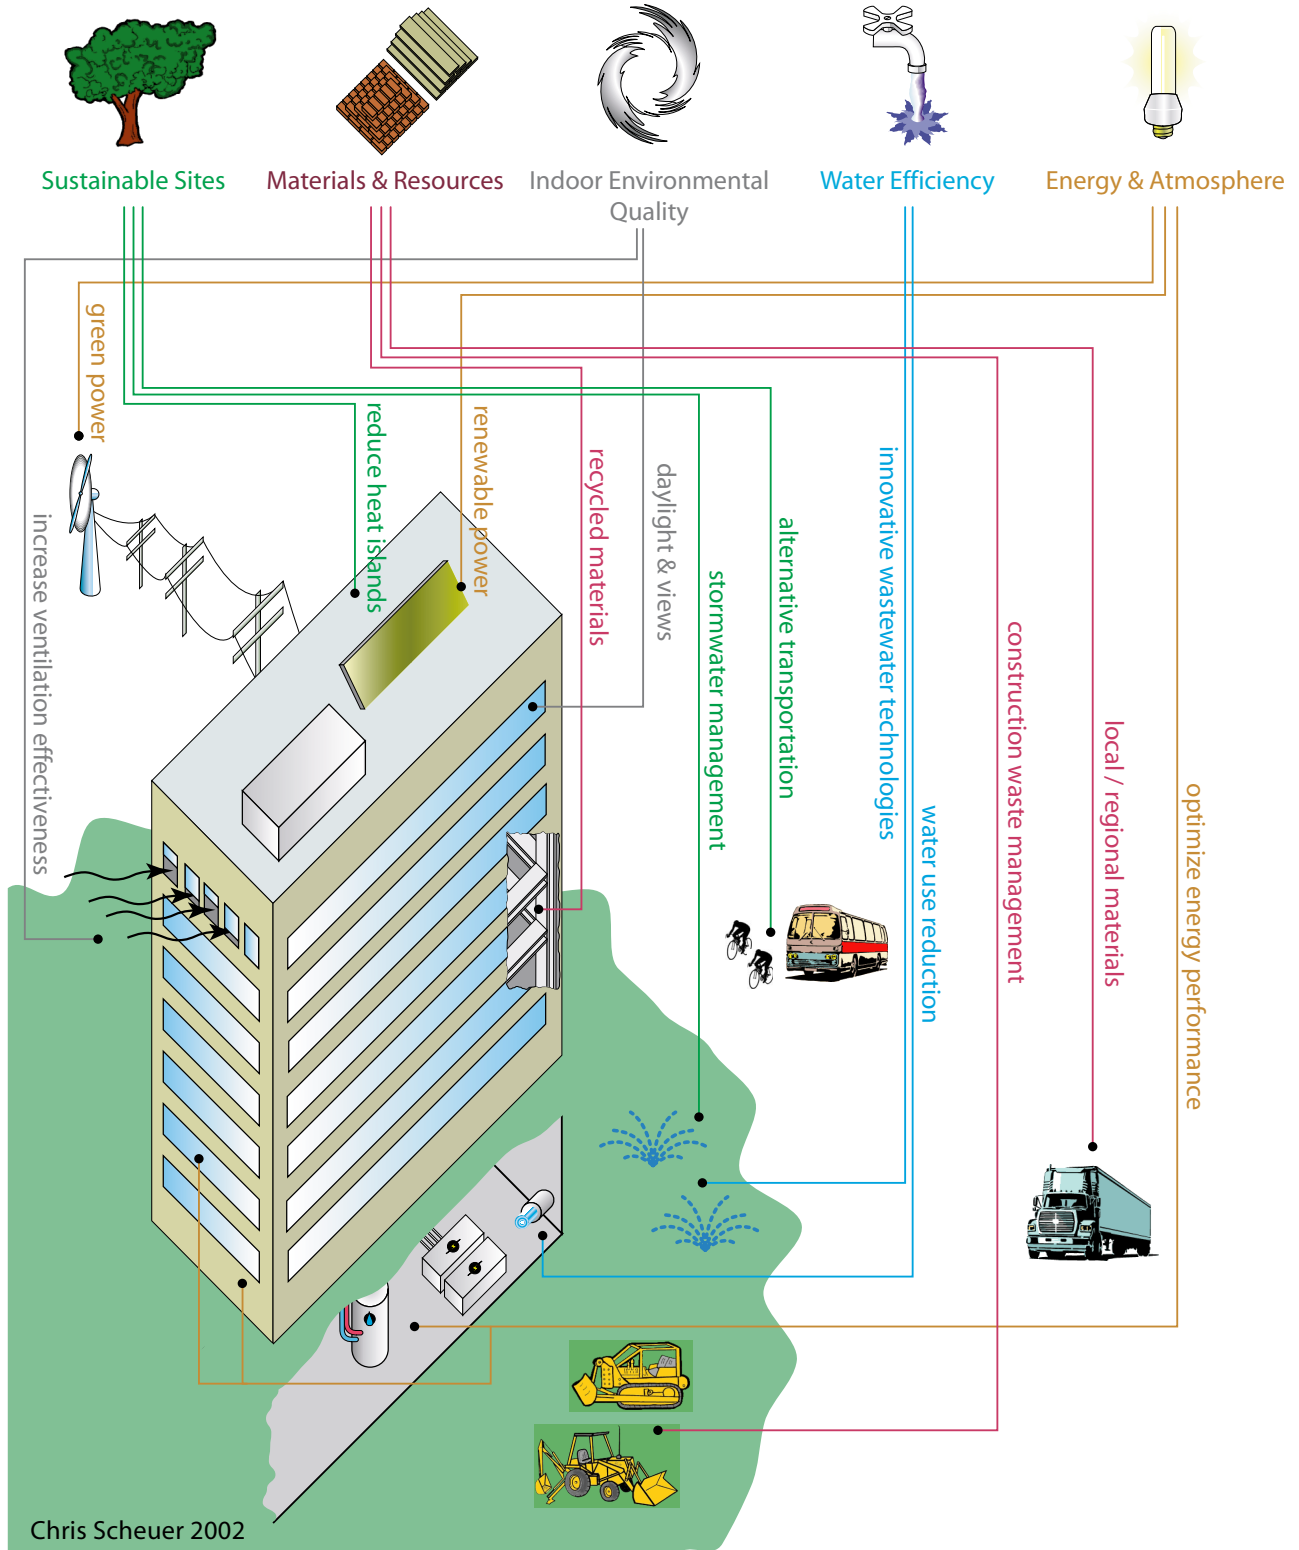 Sustainable Sites
Materials & Resources
Indoor Environmental
Quality
Water Efficiency
Energy & Atmosphere
green power
reduce heat islands
renewable power
recycled materials
daylight & views
increase ventilation effectiveness
stormwater management
alternative transportation
innovative wastewater technologies
water use reduction
construction waste management
local / regional materials
optimize energy performance
Chris Scheuer 2002